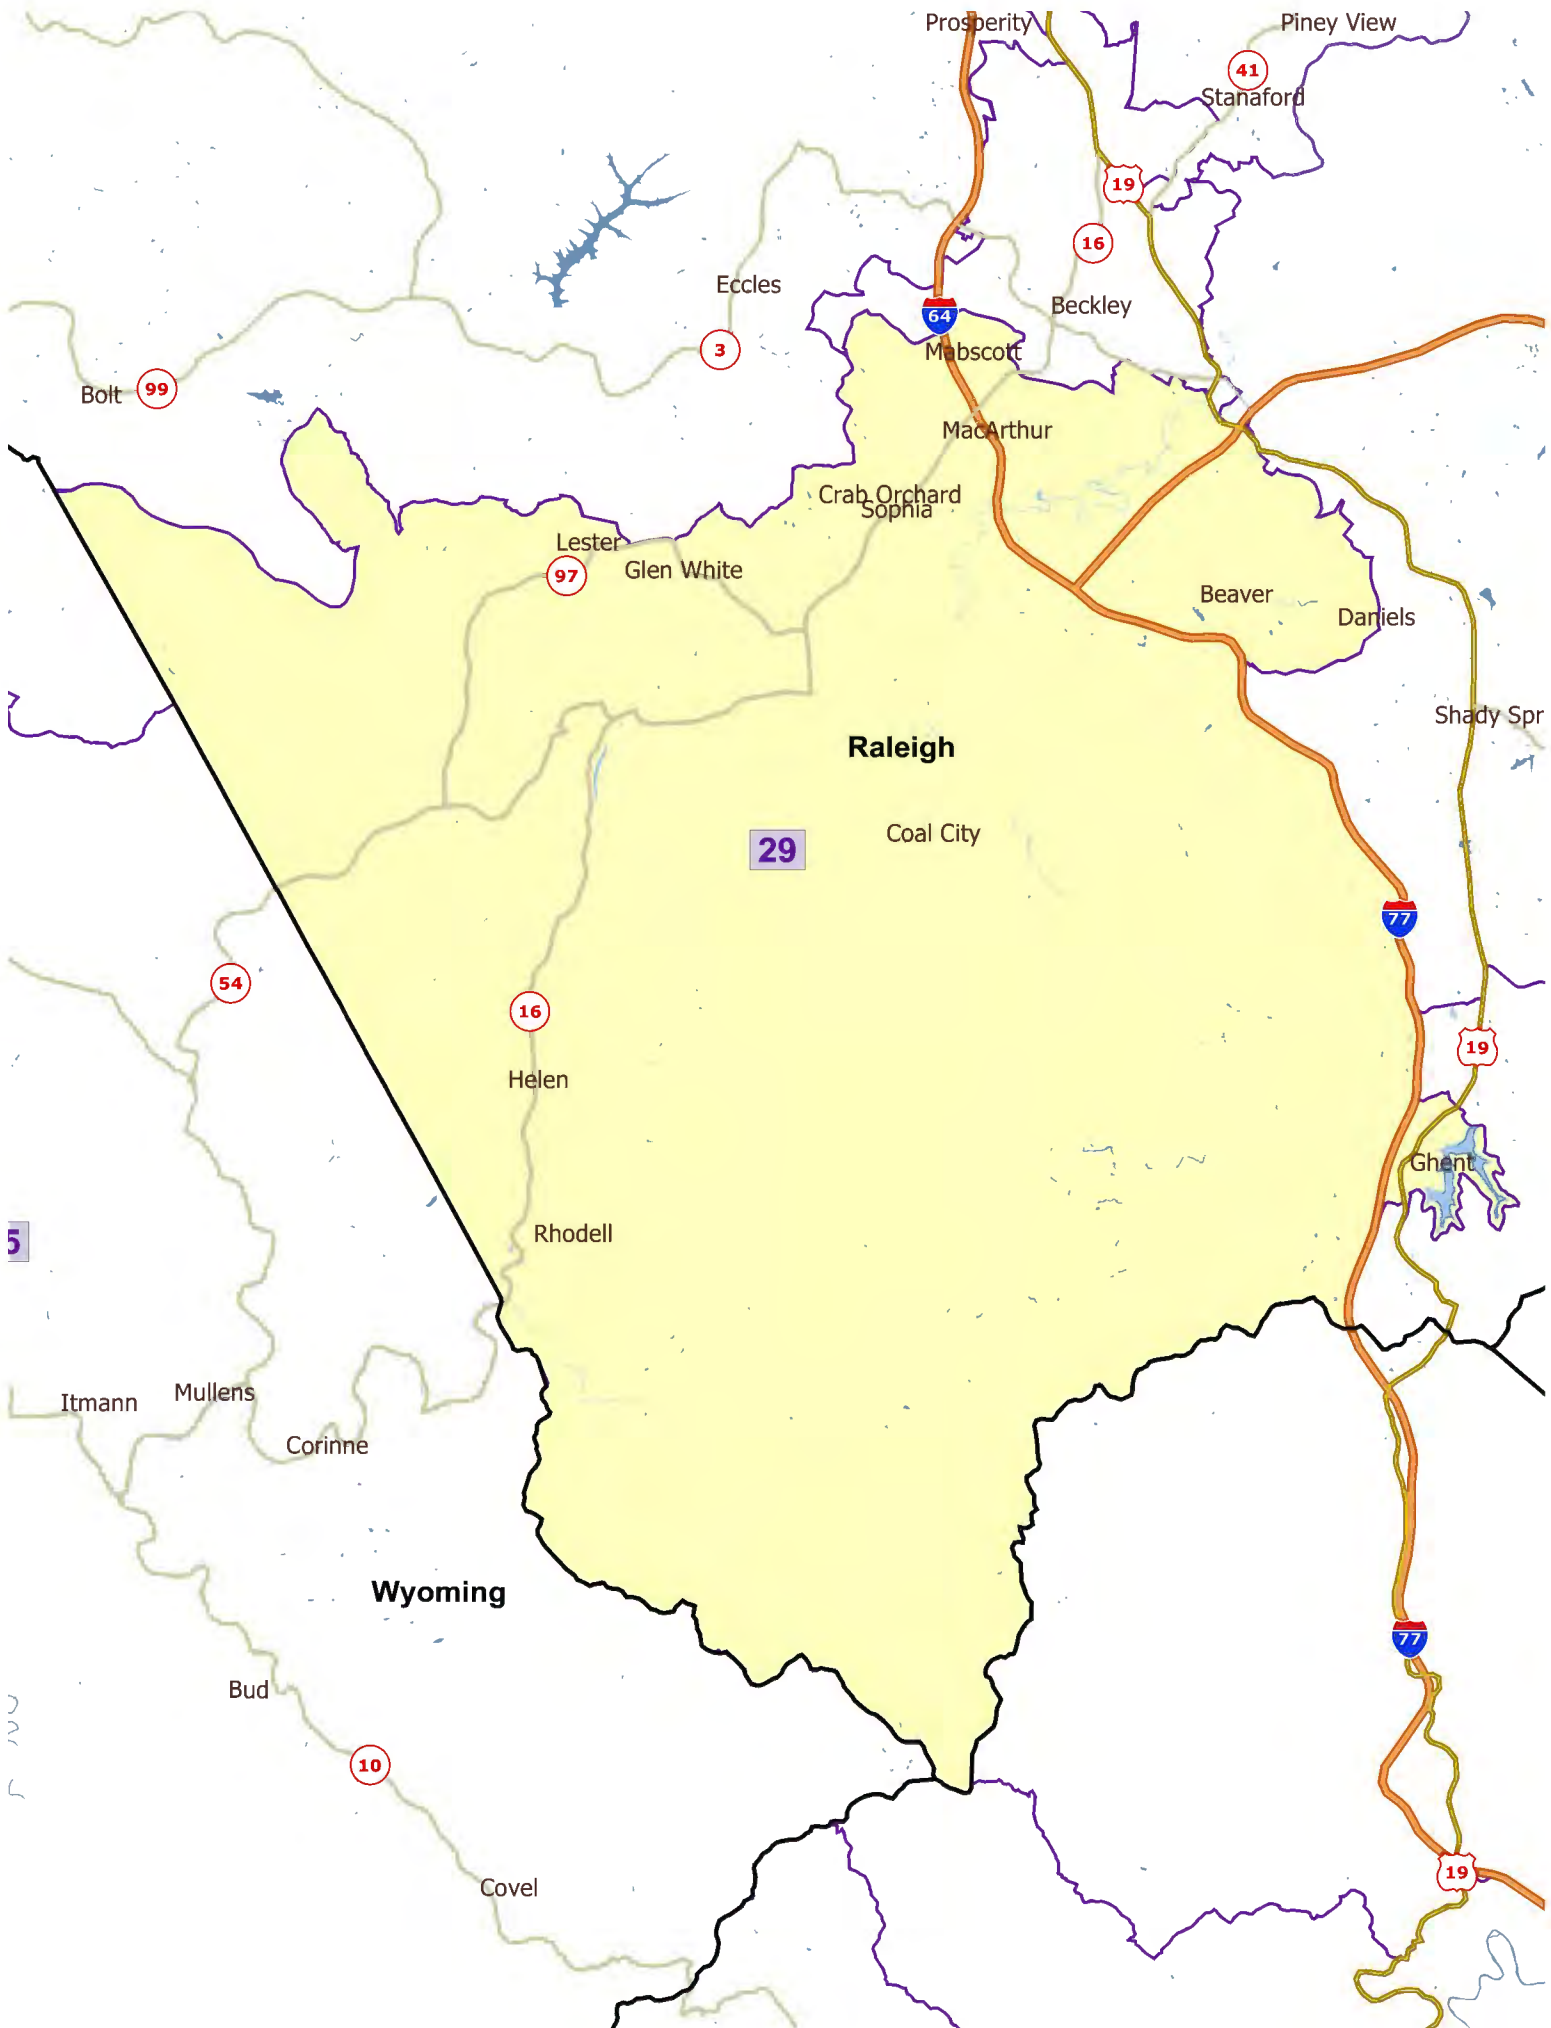 Prosperity
Piney View
41
Stanaford
19
16
Eccles
Beckley
64
3
Mabscott
Bolt
99
MacArthur
Crab Orchard
Sophia
Lester
Glen White
97
Beaver
Daniels
Shady Spr
Raleigh
Coal City
29
77
54
16
19
Helen
Ghent
Rhodell
5
Mullens
Itmann
Corinne
Wyoming
77
Bud
10
19
Covel